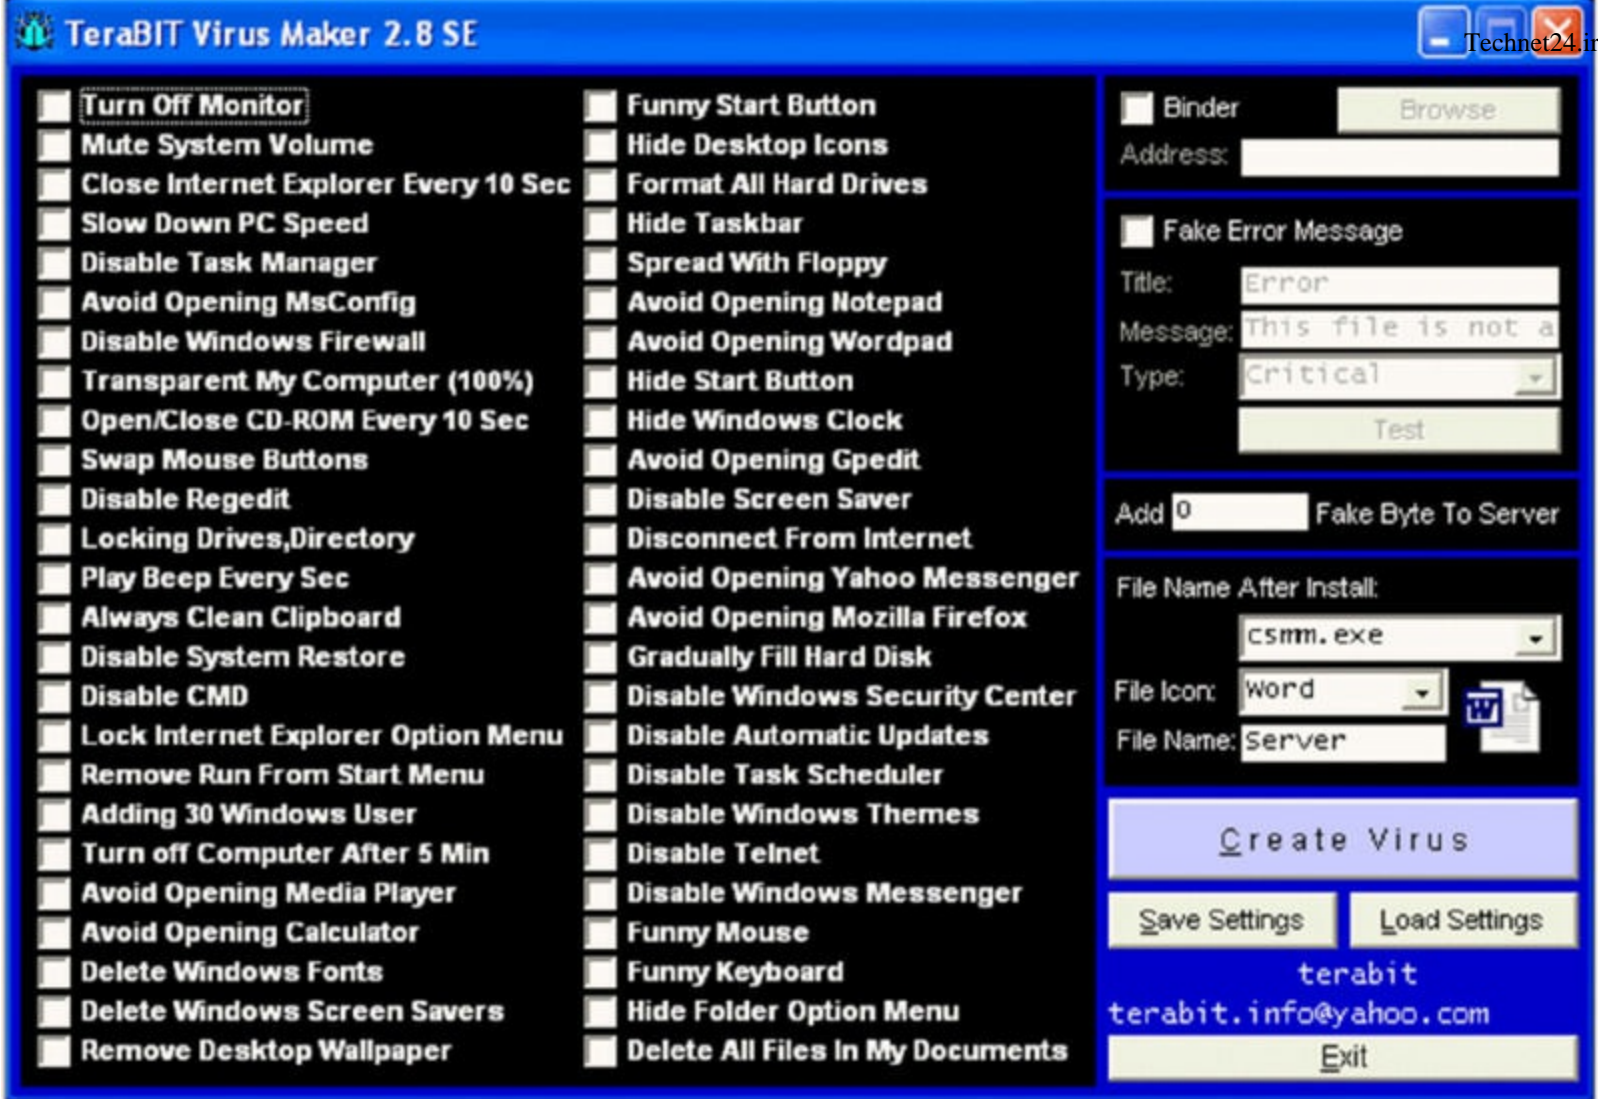 TeraBIT Virus Maker 2.8 SE
Technet24.ir
Turn Off Monitor
Mute System Volume
Close Internet Explorer Every 10 Sec
Slow Down PC Speed
Disable Task Manager
Avoid Opening MsConfig
Disable Windows Firewall
Transparent My Computer (100%)
Open/Close CD-ROM Every 10 Sec
Swap Mouse Buttons
Disable Regedit
Locking Drives,Directory
Play Beep Every Sec
Always Clean Clipboard
Disable System Restore
Disable CMD
Lock Internet Explorer Option Menu
Remove Run From Start Menu
Adding 30 Windows User
Turn off Computer After 5 Min
Avoid Opening Media Player
Avoid Opening Calculator
Delete Windows Fonts
Delete Windows Screen Savers
Remove Desktop Wallpaper
Funny Start Button
Hide Desktop Icons
Format All Hard Drives
Hide Taskbar
Spread With Floppy
Avoid Opening Notepad
Avoid Opening Wordpad
Hide Start Button
Hide Windows Clock
Avoid Opening Gpedit
Disable Screen Saver
Disconnect From Internet
Avoid Opening Yahoo Messenger
Avoid Opening Mozilla Firefox
Gradually Fill Hard Disk
Disable Windows Security Center
Disable Automatic Updates
Disable Task Scheduler
Disable Windows Themes
Disable Telnet
Disable Windows Messenger
Funny Mouse
Funny Keyboard
Hide Folder Option Menu
Delete All Files In My Documents
Binder Browse
Address:
Fake Error Message
Title: Error
Message: This file is not a
Type: Critical
Test
Add 0 Fake Byte To Server
File Name After Install:
csmm.exe
File Icon: Word
W
File Name: Server
Create Virus
Save Settings Load Settings
terabit
terabit.info@yahoo.com
Exit